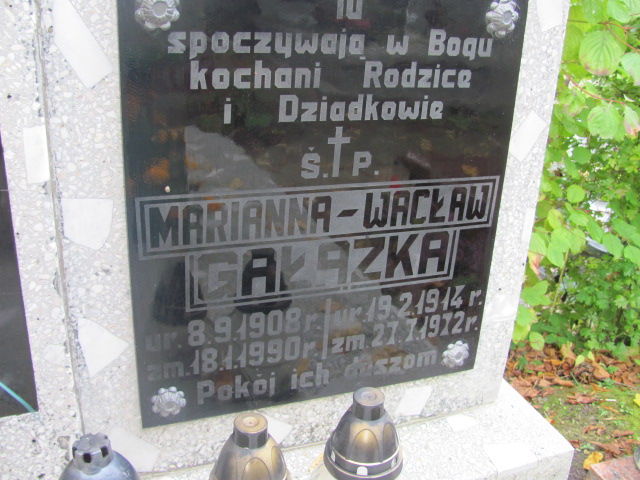 Tu
spoczywają w Bogu
kochani Rodzice
i Dziadkowie
Ś.†P.
MARIANNA-WACŁAW
GAŁĄZKA
ur. 8.9.1908 r. ur. 19.2.1914 r.
zm. 18.1.1990 r. zm. 27.I.1972 r.
Pokój ich duszom